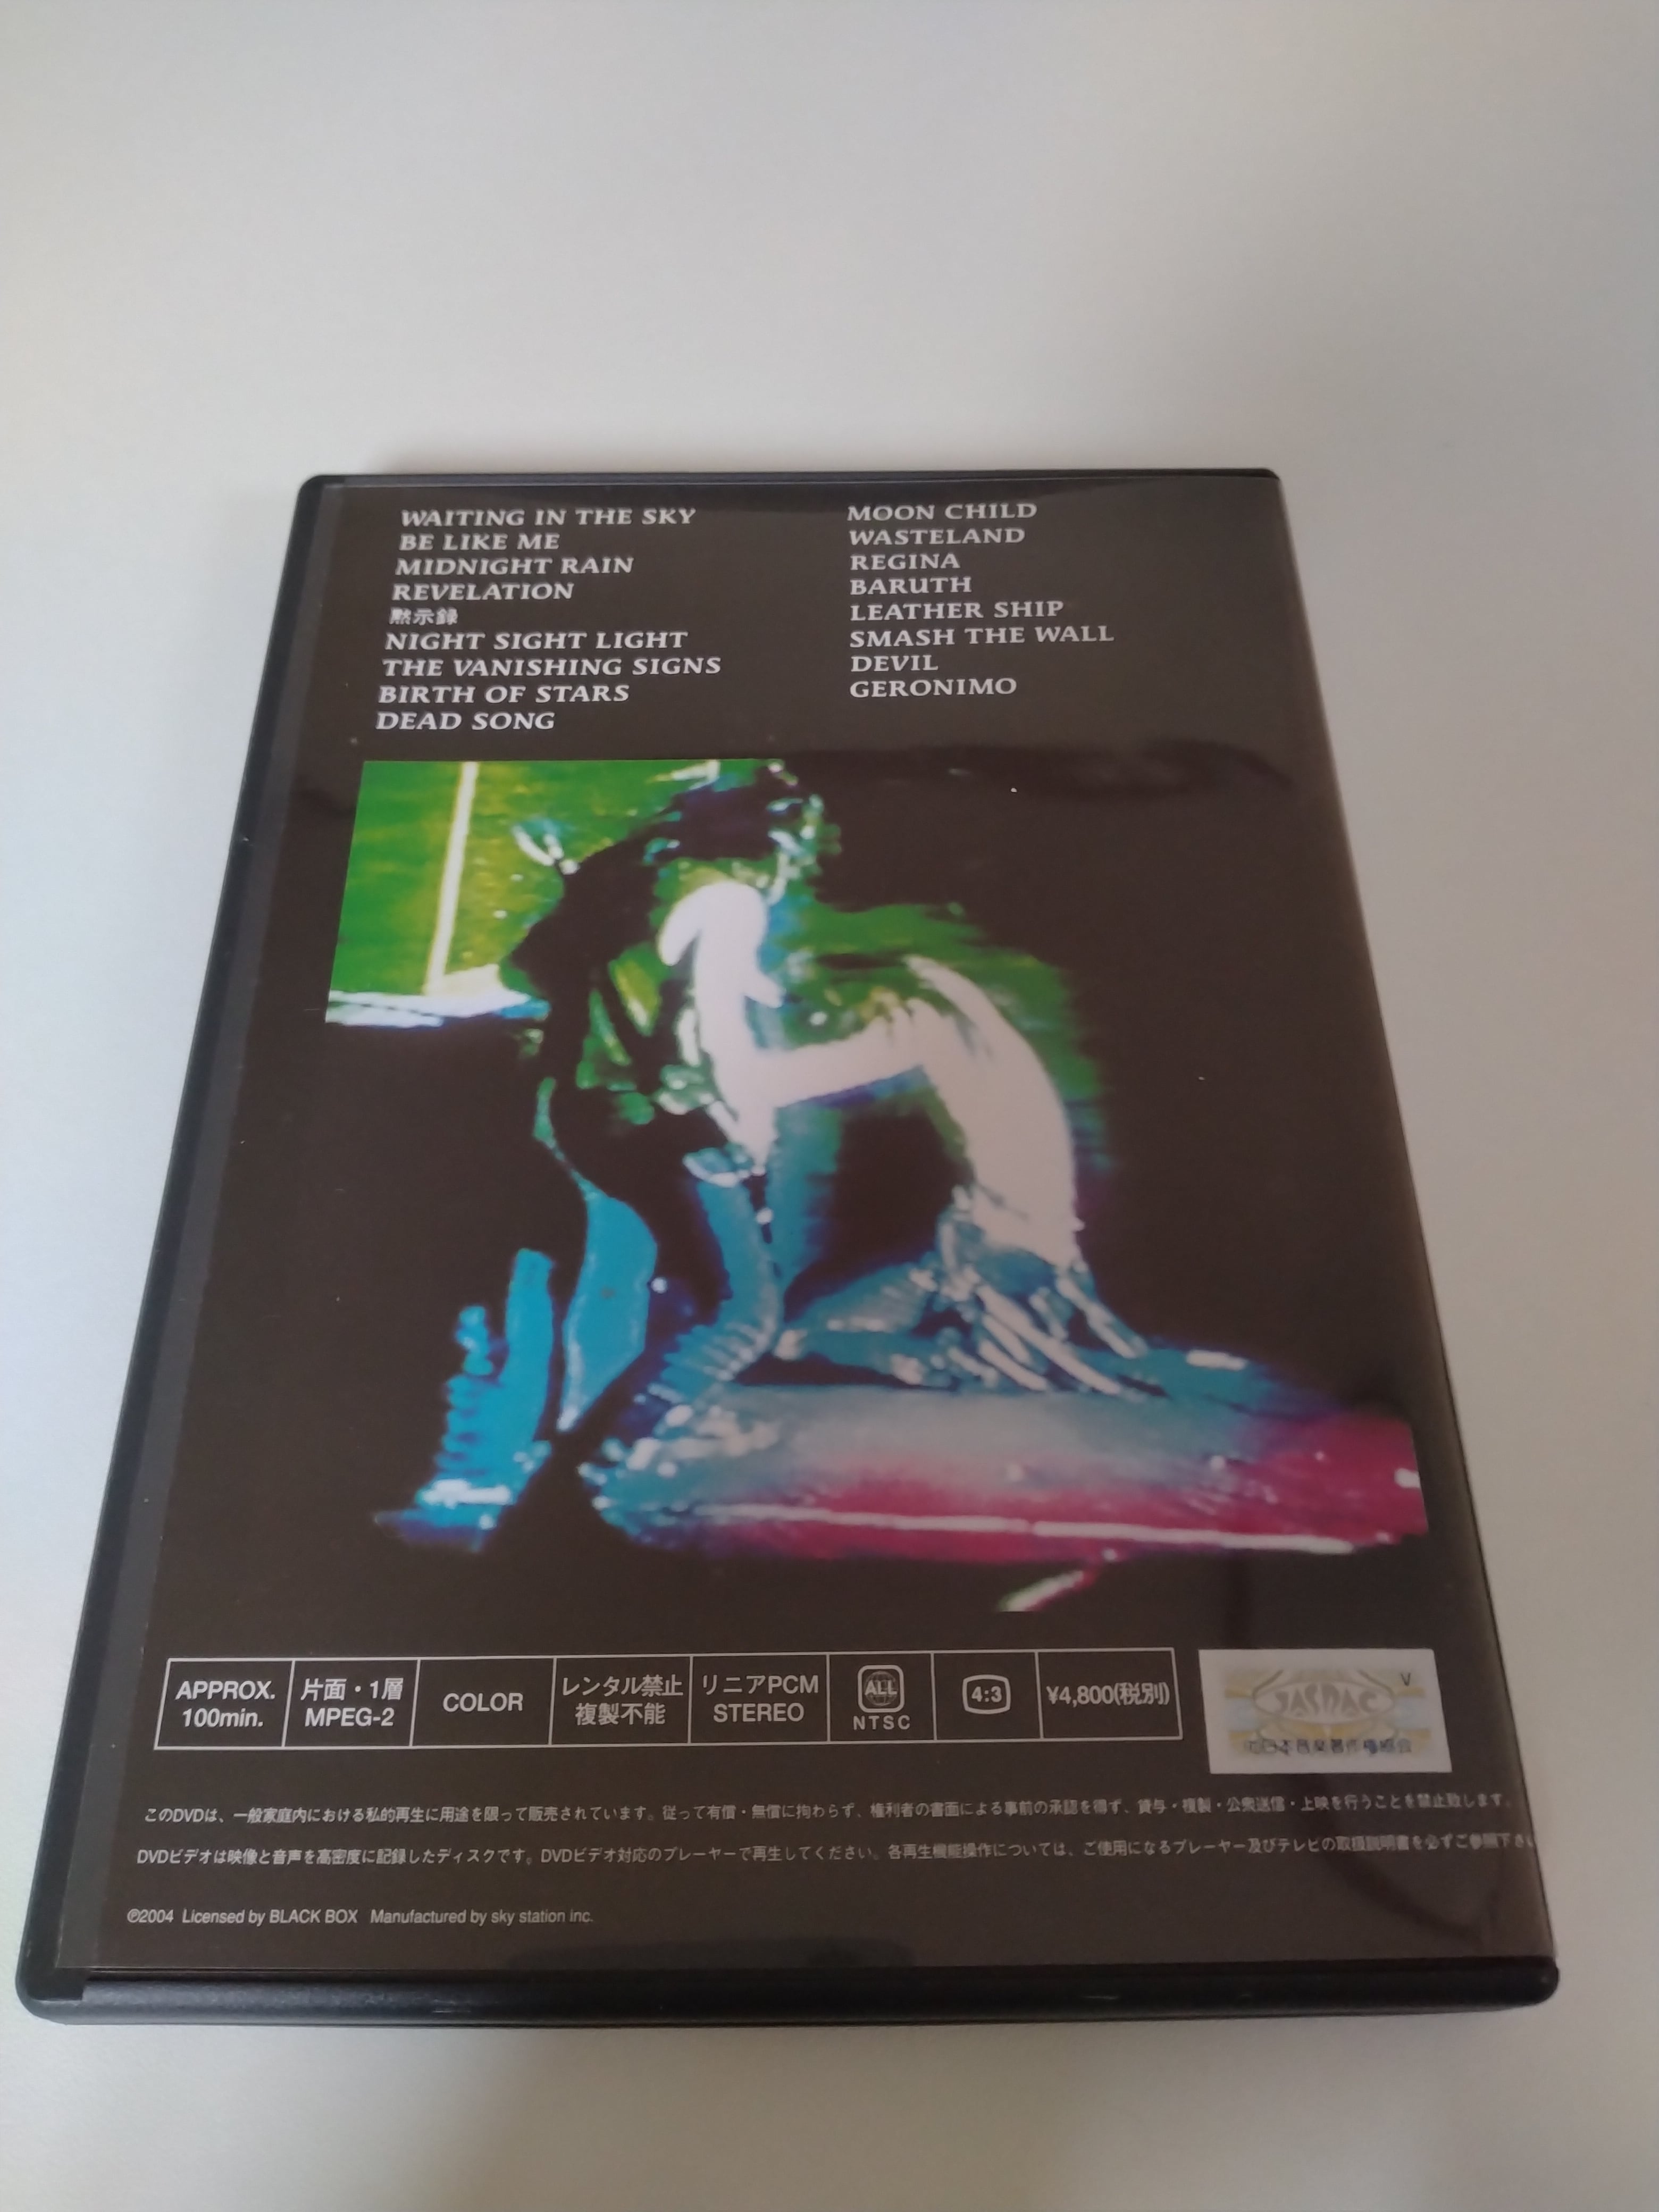 WAITING IN THE SKY
BE LIKE ME
MIDNIGHT RAIN
REVELATION
黙示録
NIGHT SIGHT LIGHT
THE VANISHING SIGNS
BIRTH OF STARS
DEAD SONG
MOON CHILD
WASTELAND
REGINA
BARUTH
LEATHER SHIP
SMASH THE WALL
DEVIL
GERONIMO
APPROX.
100min.
片面・1層
MPEG-2
COLOR
レンタル禁止
複製不能
リニアPCM
STEREO
ALL
NTSC
4:3
¥4,800(税別)
V
JASRAC
日本音楽著作権協会
このDVDは、一般家庭内における私的再生に用途を限って販売されています。従って有償・無償に拘わらず、権利者の書面による事前の承認を得ず、貸与・複製・公衆送信・上映を行うことを禁止致します。
DVDビデオは映像と音声を高密度に記録したディスクです。DVDビデオ対応のプレーヤーで再生してください。各再生機能操作については、ご使用になるプレーヤー及びテレビの取扱説明書を必ずご参照下さい
©2004 Licensed by BLACK BOX Manufactured by sky station inc.